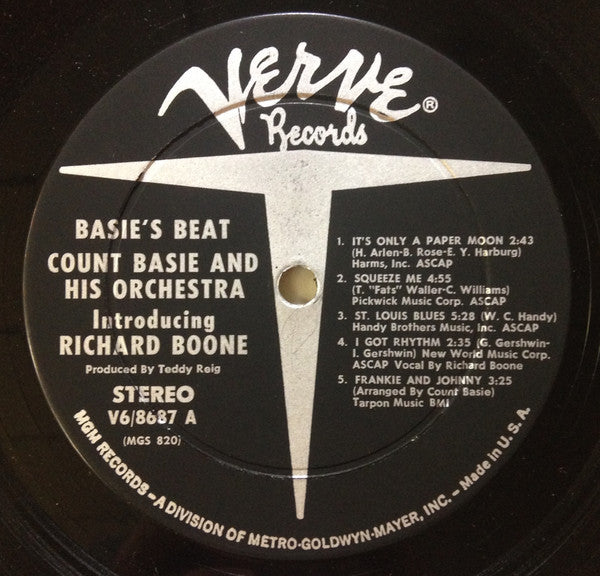 Verve®
Records
BASIE'S BEAT
COUNT BASIE AND
HIS ORCHESTRA
Introducing
RICHARD BOONE
Produced By Teddy Reig
STEREO
V6/8687 A
(MGS 820)
1. IT'S ONLY A PAPER MOON 2:43
(H. Arlen-B. Rose-E. Y. Harburg)
Harms, Inc. ASCAP
2. SQUEEZE ME 4:55
(T. "Fats" Waller-C. Williams)
Pickwick Music Corp. ASCAP
3. ST. LOUIS BLUES 5:28 (W. C. Handy)
Handy Brothers Music, Inc. ASCAP
4. I GOT RHYTHM 2:35 (G. Gershwin-
I. Gershwin) New World Music Corp.
ASCAP Vocal By Richard Boone
5. FRANKIE AND JOHNNY 3:25
(Arranged By Count Basie)
Tarpon Music BMI
MGM RECORDS – A DIVISION OF METRO-GOLDWYN-MAYER, INC. – Made in U. S. A.